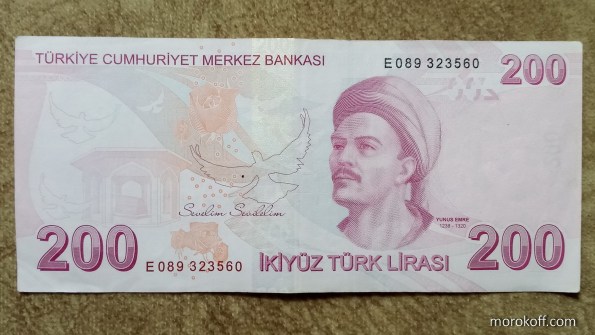 TÜRKİYE CUMHURİYET MERKEZ BANKASI
E089 323560
200
Sevelim Sevilelim
YUNUS EMRE
1238 - 1320
200
E089 323560
İKİYÜZ TÜRK LİRASI
200
morokoff.com